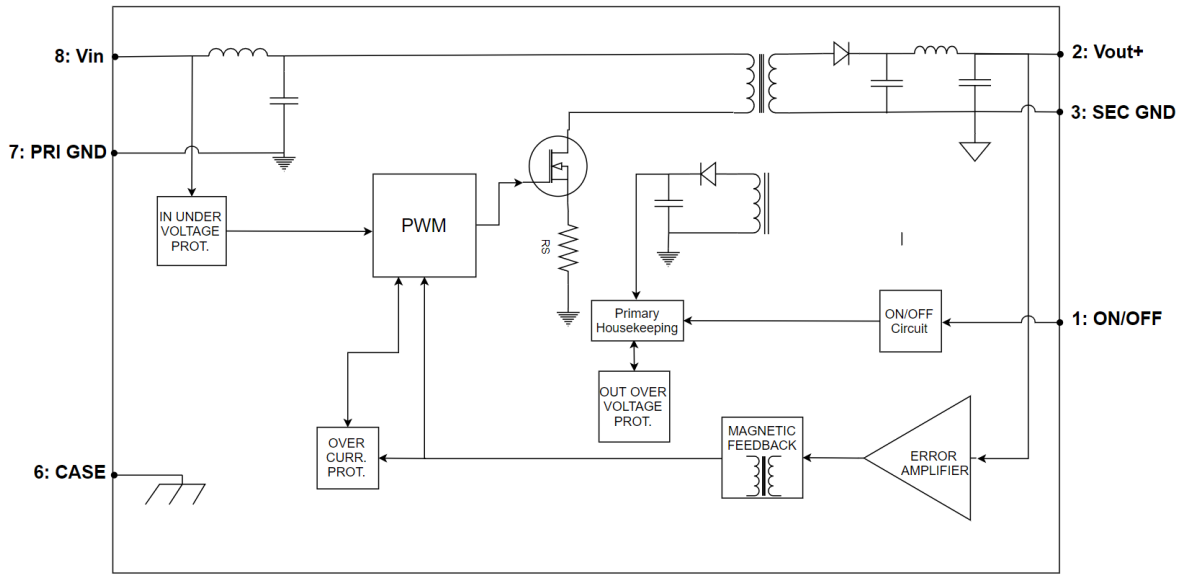 8: Vin
2: Vout+
3: SEC GND
7: PRI GND
IN UNDER
VOLTAGE
PROT.
PWM
RS
Primary
Housekeeping
ON/OFF
Circuit
1: ON/OFF
OUT OVER
VOLTAGE
PROT.
OVER
CURR.
PROT.
MAGNETIC
FEEDBACK
ERROR
AMPLIFIER
6: CASE